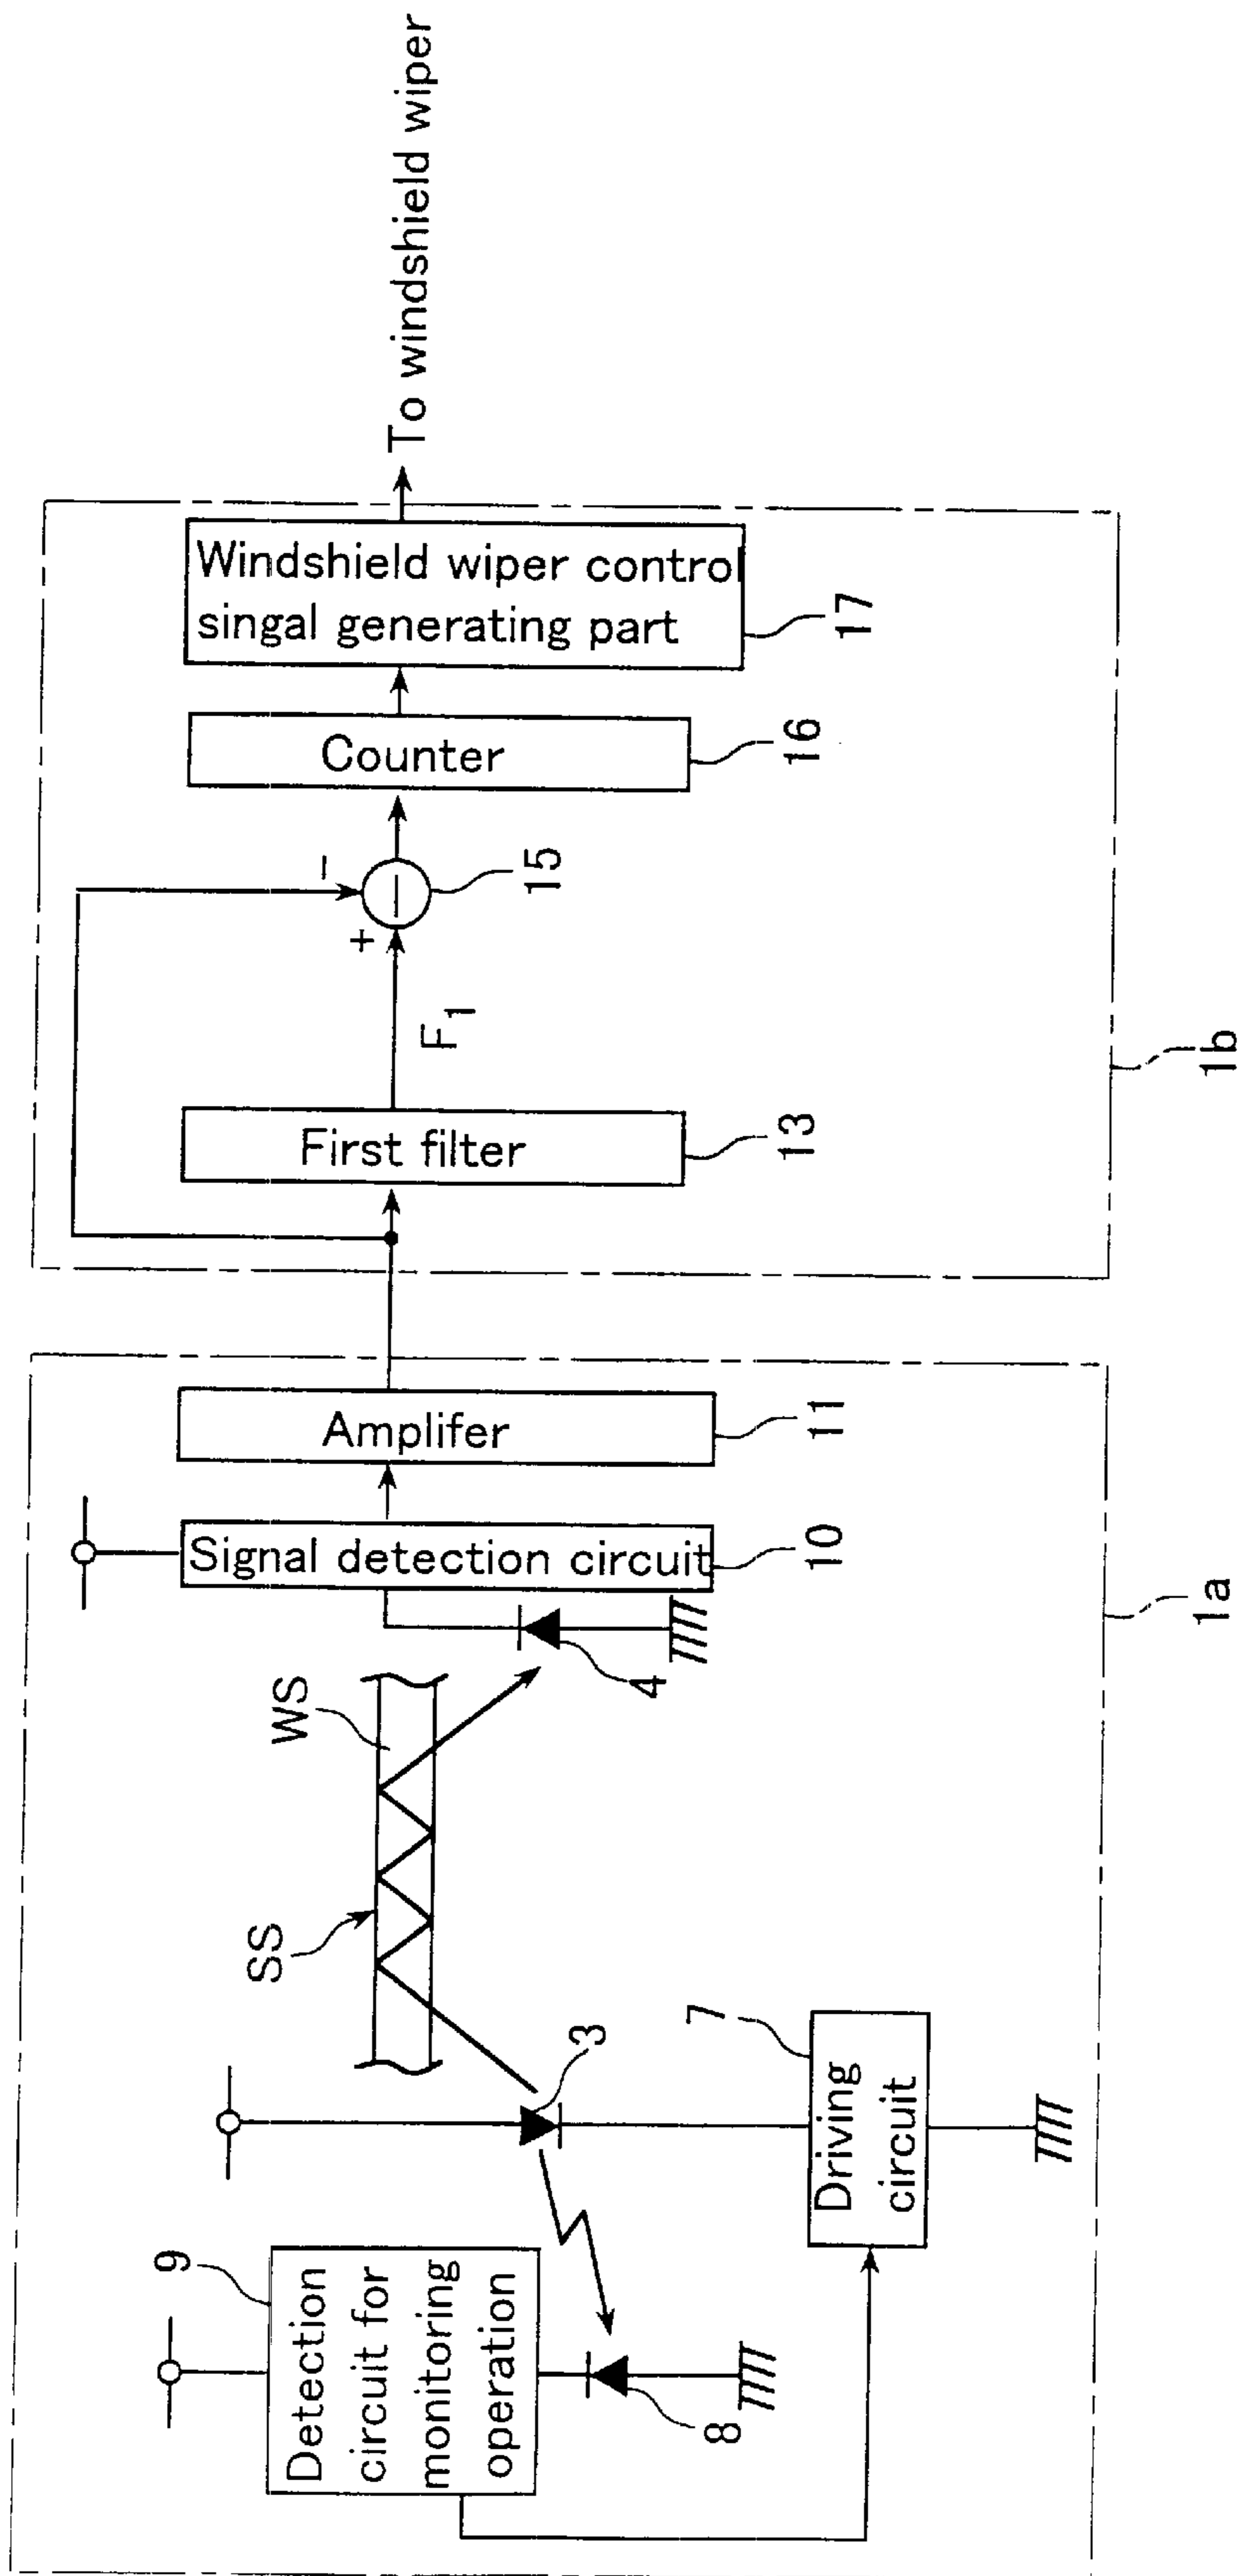 9
Detection
circuit for
monitoring
operation
8
3
7
Driving
circuit
SS
WS
4
Signal detection circuit
10
Amplifer
11
1a
First filter
13
F1
+
-
15
Counter
16
Windshield wiper control
singal generating part
17
1b
To windshield wiper